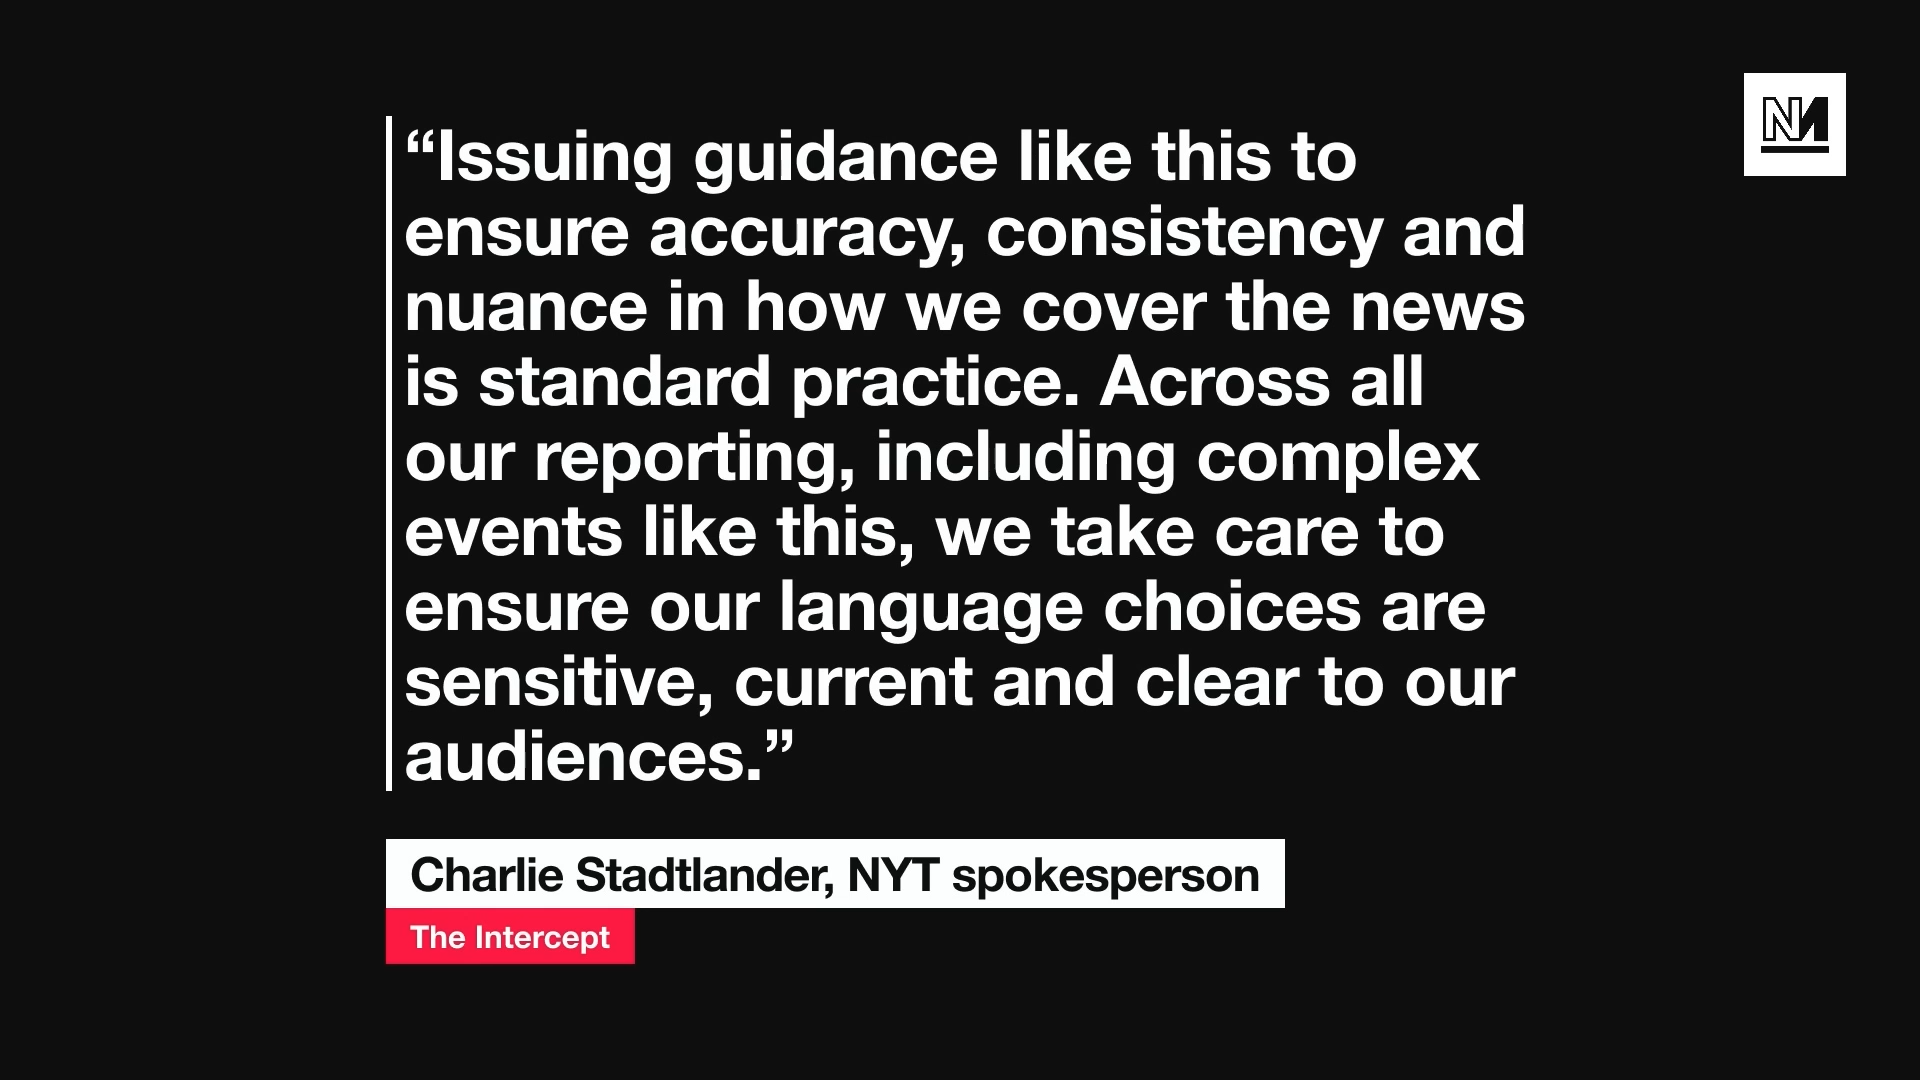 “Issuing guidance like this to
ensure accuracy, consistency and
nuance in how we cover the news
is standard practice. Across all
our reporting, including complex
events like this, we take care to
ensure our language choices are
sensitive, current and clear to our
audiences.”
Charlie Stadtlander, NYT spokesperson
The Intercept